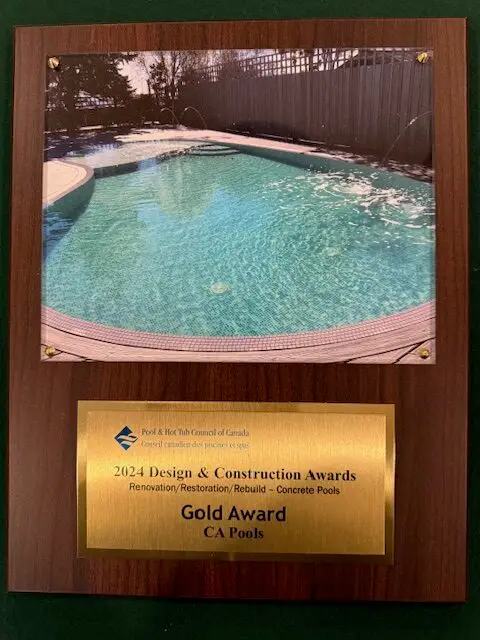 Pool & Hot Tub Council of Canada
Conseil canadien des piscines et spas
2024 Design & Construction Awards
Renovation/Restoration/Rebuild – Concrete Pools
Gold Award
CA Pools